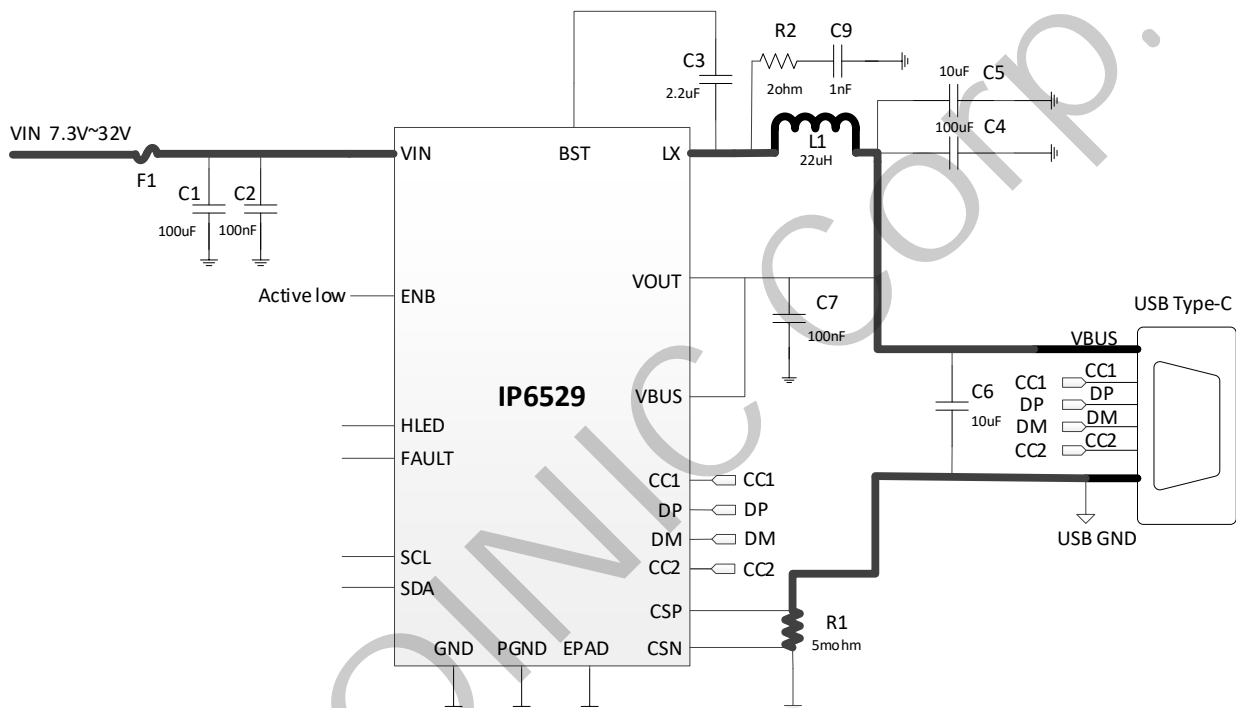 R2
C9
C3
2.2uF
2ohm
1nF
10uF
C5
100uF
C4
VIN 7.3V~32V
F1
C1
100uF
C2
100nF
VIN
BST
LX
L1
22uH
Active low
ENB
VOUT
C7
100nF
USB Type-C
VBUS
CC1
CC1
DP
DP
DM
DM
CC2
CC2
C6
10uF
IP6529
VBUS
HLED
FAULT
CC1
CC1
DP
DP
DM
DM
CC2
CC2
USB GND
SCL
SDA
CSP
CSN
R1
5mohm
GND
PGND
EPAD
OINIC Corp.